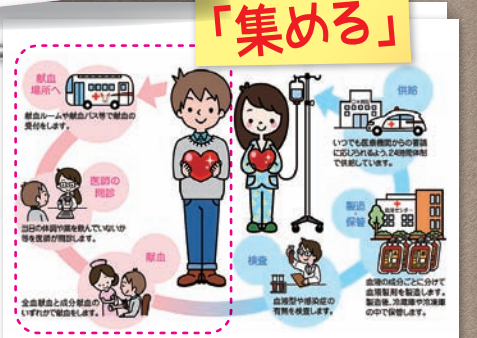 「集める」
献血
場所へ
献血ルームや献血バス等で献血の
受付をします。
医師の
問診
当日の体調や薬を飲んでいないか
等を医師が問診します。
献血
全血献血と成分献血の
いずれかで献血をします。
検査
血液型や感染症の
有無を検査します。
製造
・
保管
血液センター
血液の成分ごとに分けて
血液製剤を製造します。
製造後、冷蔵庫や冷凍庫
の中で保管します。
供給
いつでも医療機関からの要請
に応じられるよう、24時間体制
で供給しています。